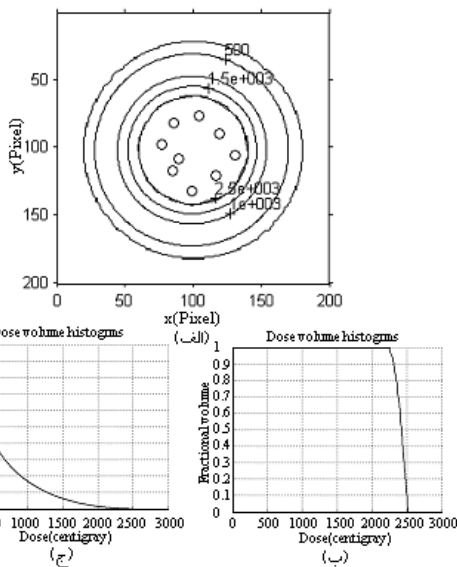 500
1.5e+003
2.5e+003
1e+003
y(Pixel)
50
100
150
200
0 50 100 150 200
x(Pixel)
(الف)
ose volume histogrms
Dose volume histogrms
Fractional volume
1
0.9
0.8
0.7
0.6
0.5
0.4
0.3
0.2
0.1
0
0 1000 1500 2000 2500 3000
0 500 1000 1500 2000 2500 3000
Dose(centigray)
Dose(centigray)
(ج)
(ب)